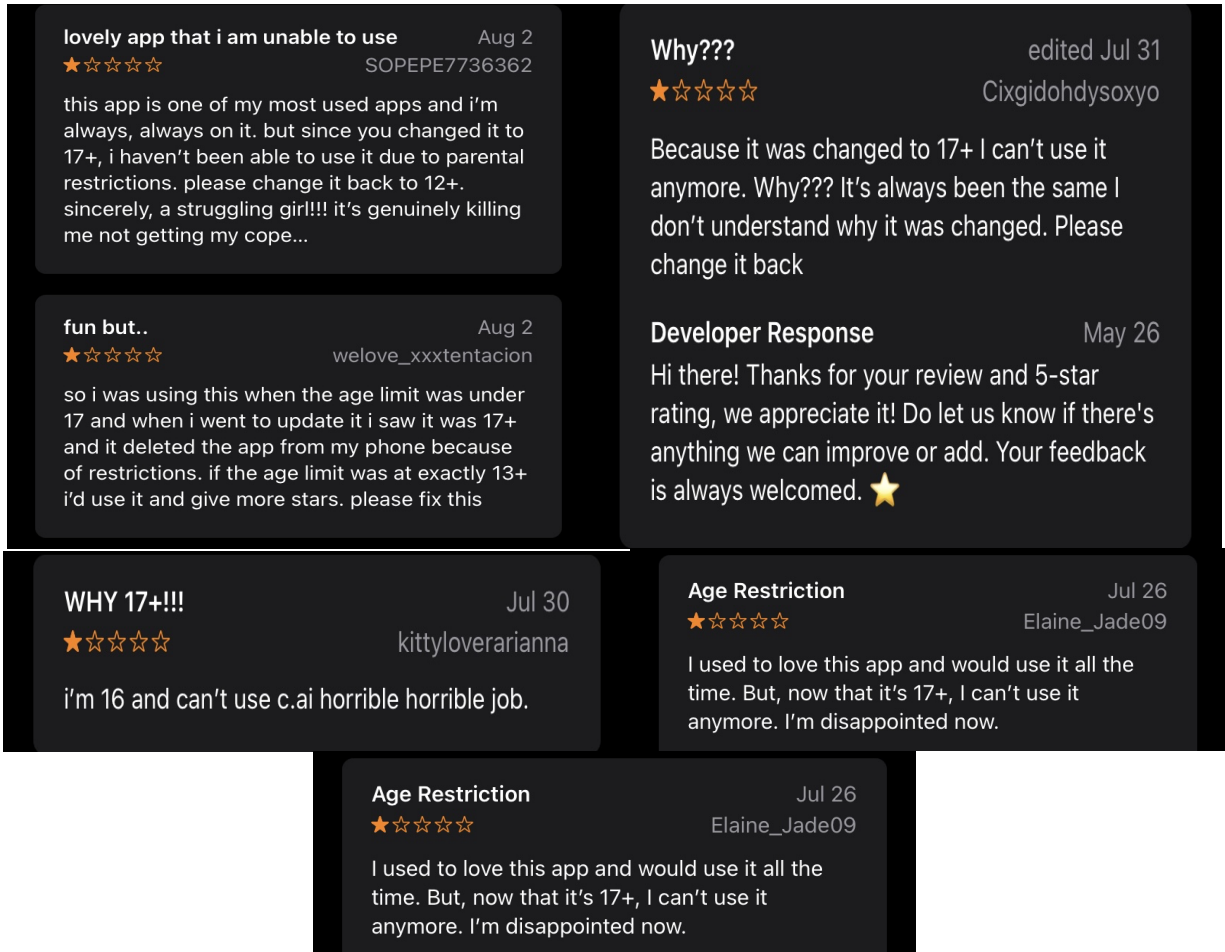 lovely app that i am unable to use
Aug 2
SOPEPE7736362
this app is one of my most used apps and i'm
always, always on it. but since you changed it to
17+, i haven't been able to use it due to parental
restrictions. please change it back to 12+.
sincerely, a struggling girl!!! it's genuinely killing
me not getting my cope...
fun but..
Aug 2
welove_xxxtentacion
so i was using this when the age limit was under
17 and when i went to update it i saw it was 17+
and it deleted the app from my phone because
of restrictions. if the age limit was at exactly 13+
i'd use it and give more stars. please fix this
Why???
edited Jul 31
Cixgidohdysoxyo
Because it was changed to 17+ I can't use it
anymore. Why??? It's always been the same I
don't understand why it was changed. Please
change it back
Developer Response
May 26
Hi there! Thanks for your review and 5-star
rating, we appreciate it! Do let us know if there's
anything we can improve or add. Your feedback
is always welcomed. ⭐
WHY 17+!!!
Jul 30
kittyloverarianna
i'm 16 and can't use c.ai horrible horrible job.
Age Restriction
Jul 26
Elaine_Jade09
I used to love this app and would use it all the
time. But, now that it's 17+, I can't use it
anymore. I'm disappointed now.
Age Restriction
Jul 26
Elaine_Jade09
I used to love this app and would use it all the
time. But, now that it's 17+, I can't use it
anymore. I'm disappointed now.